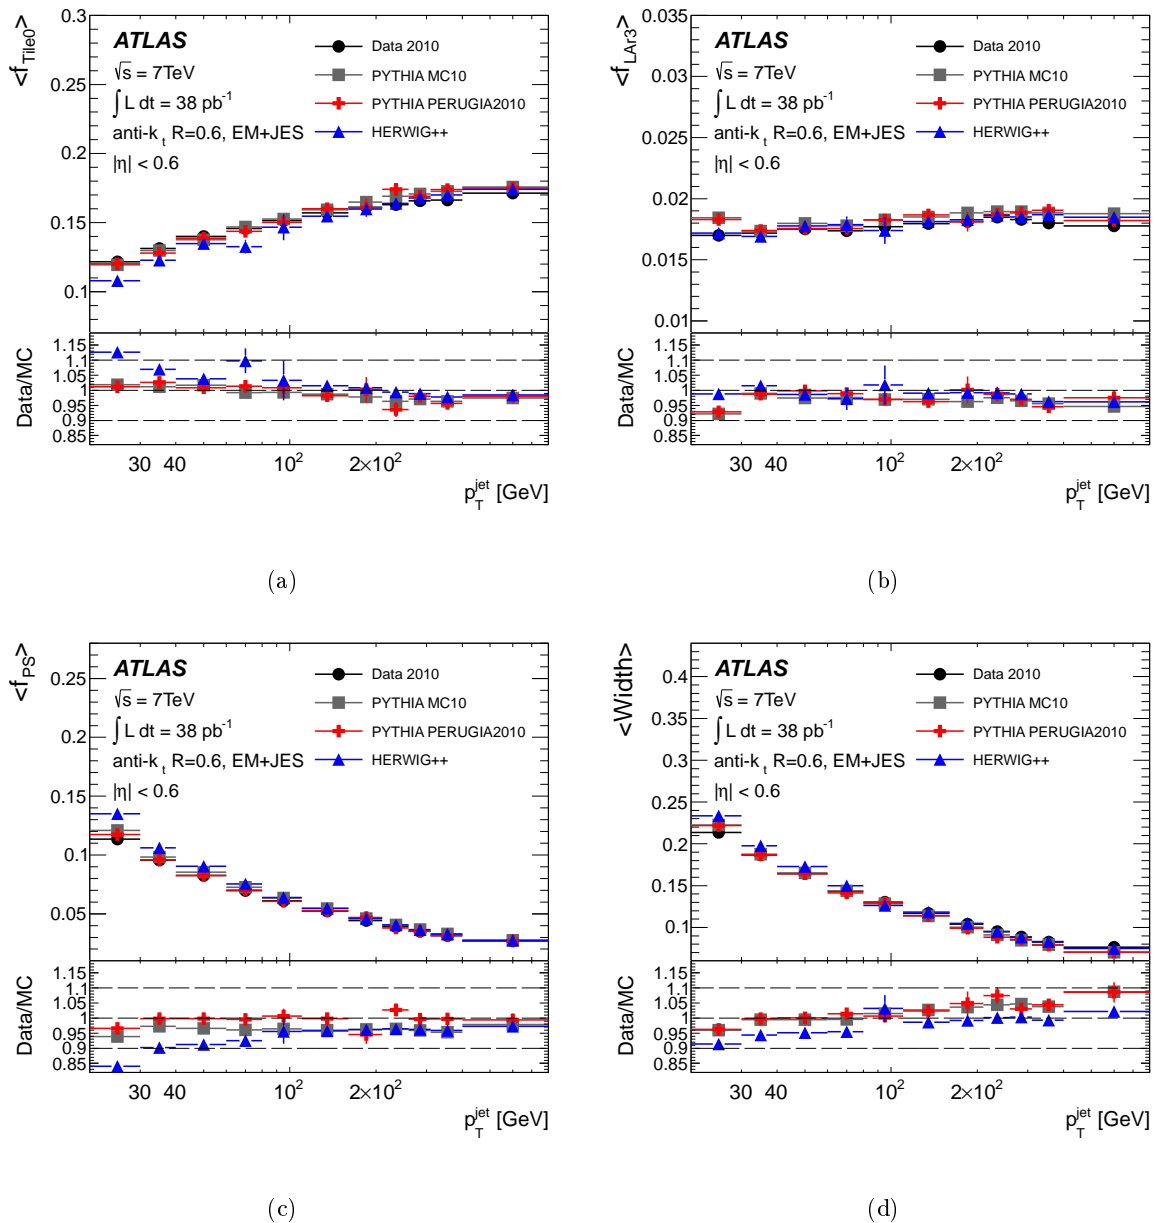 <f_Tile0>
0.3
0.25
0.2
0.15
0.1
ATLAS
√s = 7TeV
∫ L dt = 38 pb⁻¹
anti-k_t R=0.6, EM+JES
|η| < 0.6
Data 2010
PYTHIA MC10
PYTHIA PERUGIA2010
HERWIG++
Data/MC
1.15
1.1
1.05
1
0.95
0.9
0.85
30 40 10² 2×10²
p_T^jet [GeV]
(a)
<f_LAr3>
0.035
0.03
0.025
0.02
0.015
0.01
ATLAS
√s = 7TeV
∫ L dt = 38 pb⁻¹
anti-k_t R=0.6, EM+JES
|η| < 0.6
Data 2010
PYTHIA MC10
PYTHIA PERUGIA2010
HERWIG++
Data/MC
1.15
1.1
1.05
1
0.95
0.9
0.85
30 40 10² 2×10²
p_T^jet [GeV]
(b)
<f_PS>
0.25
0.2
0.15
0.1
0.05
ATLAS
√s = 7TeV
∫ L dt = 38 pb⁻¹
anti-k_t R=0.6, EM+JES
|η| < 0.6
Data 2010
PYTHIA MC10
PYTHIA PERUGIA2010
HERWIG++
Data/MC
1.15
1.1
1.05
1
0.95
0.9
0.85
30 40 10² 2×10²
p_T^jet [GeV]
(c)
<Width>
0.4
0.35
0.3
0.25
0.2
0.15
0.1
ATLAS
√s = 7TeV
∫ L dt = 38 pb⁻¹
anti-k_t R=0.6, EM+JES
|η| < 0.6
Data 2010
PYTHIA MC10
PYTHIA PERUGIA2010
HERWIG++
Data/MC
1.15
1.1
1.05
1
0.95
0.9
0.85
30 40 10² 2×10²
p_T^jet [GeV]
(d)